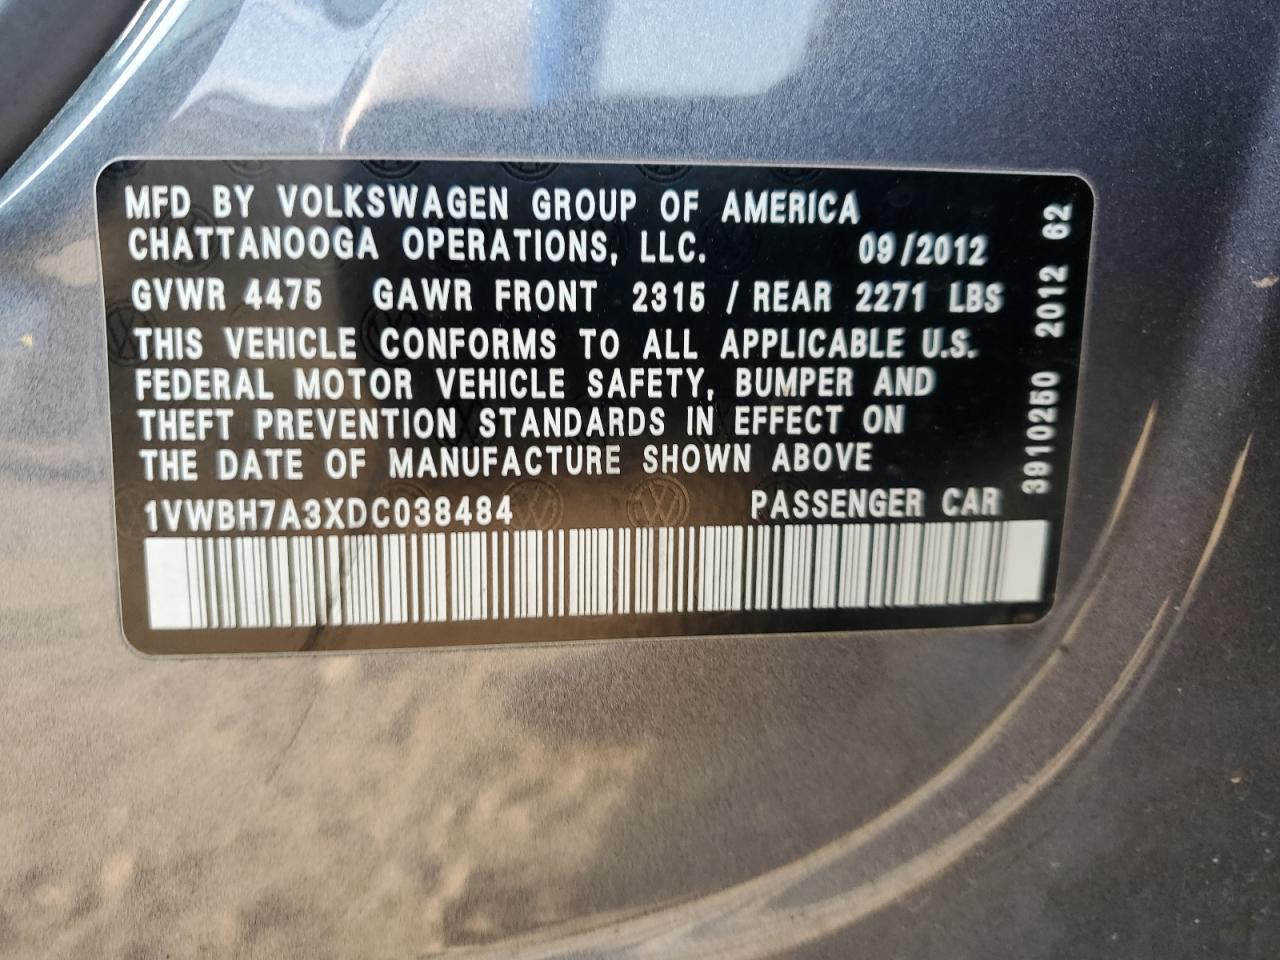 MFD BY VOLKSWAGEN GROUP OF AMERICA
CHATTANOOGA OPERATIONS, LLC. 09/2012
GVWR 4475 GAWR FRONT 2315 / REAR 2271 LBS
THIS VEHICLE CONFORMS TO ALL APPLICABLE U.S.
FEDERAL MOTOR VEHICLE SAFETY, BUMPER AND
THEFT PREVENTION STANDARDS IN EFFECT ON
THE DATE OF MANUFACTURE SHOWN ABOVE
1VWBH7A3XDC038484 PASSENGER CAR
3910250 2012 62